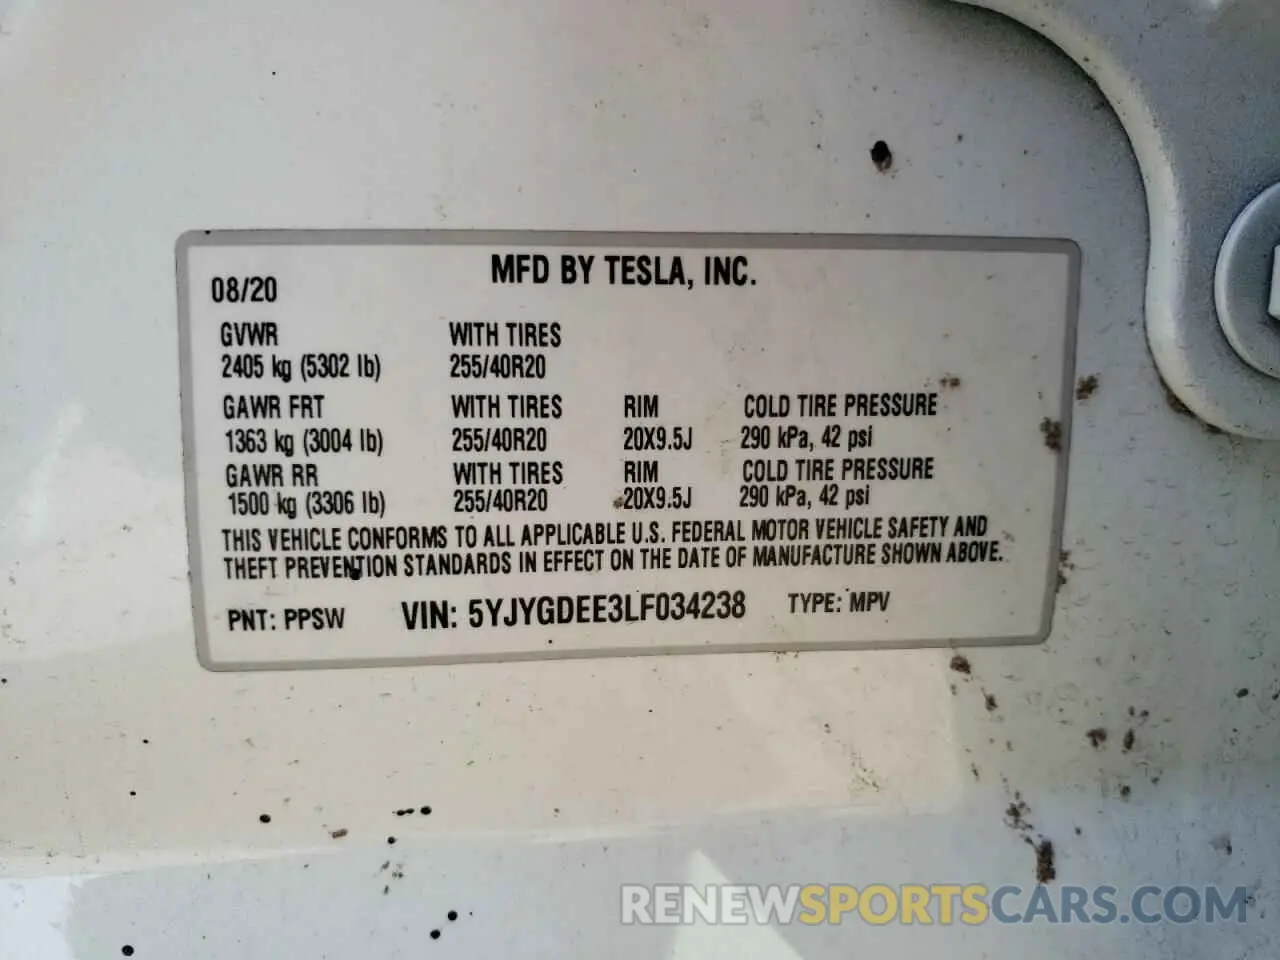 MFD BY TESLA, INC.
08/20
GVWR WITH TIRES
2405 kg (5302 lb) 255/40R20
GAWR FRT WITH TIRES RIM COLD TIRE PRESSURE
1363 kg (3004 lb) 255/40R20 20X9.5J 290 kPa, 42 psi
GAWR RR WITH TIRES RIM COLD TIRE PRESSURE
1500 kg (3306 lb) 255/40R20 20X9.5J 290 kPa, 42 psi
THIS VEHICLE CONFORMS TO ALL APPLICABLE U.S. FEDERAL MOTOR VEHICLE SAFETY AND
THEFT PREVENTION STANDARDS IN EFFECT ON THE DATE OF MANUFACTURE SHOWN ABOVE.
PNT: PPSW VIN: 5YJYGDEE3LF034238 TYPE: MPV
RENEWSPORTSCARS.COM